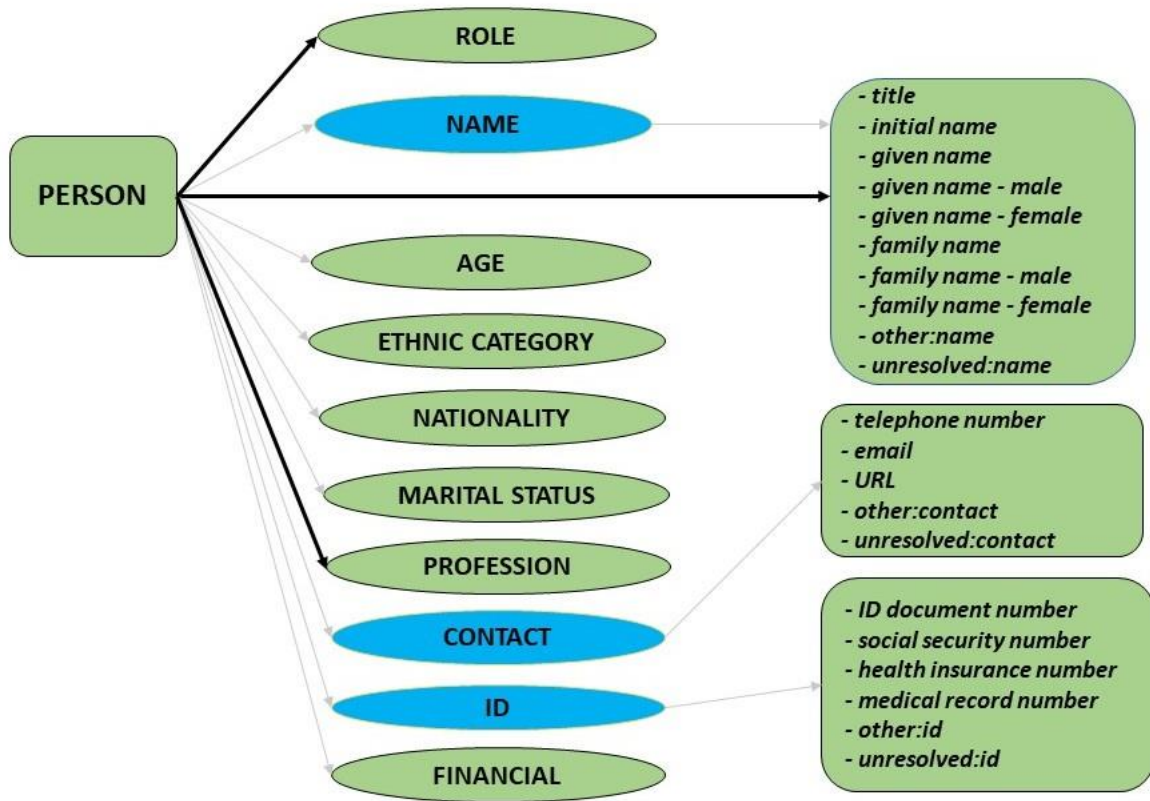 PERSON
ROLE
NAME
AGE
ETHNIC CATEGORY
NATIONALITY
MARITAL STATUS
PROFESSION
CONTACT
ID
FINANCIAL
- title
- initial name
- given name
- given name - male
- given name - female
- family name
- family name - male
- family name - female
- other:name
- unresolved:name
- telephone number
- email
- URL
- other:contact
- unresolved:contact
- ID document number
- social security number
- health insurance number
- medical record number
- other:id
- unresolved:id